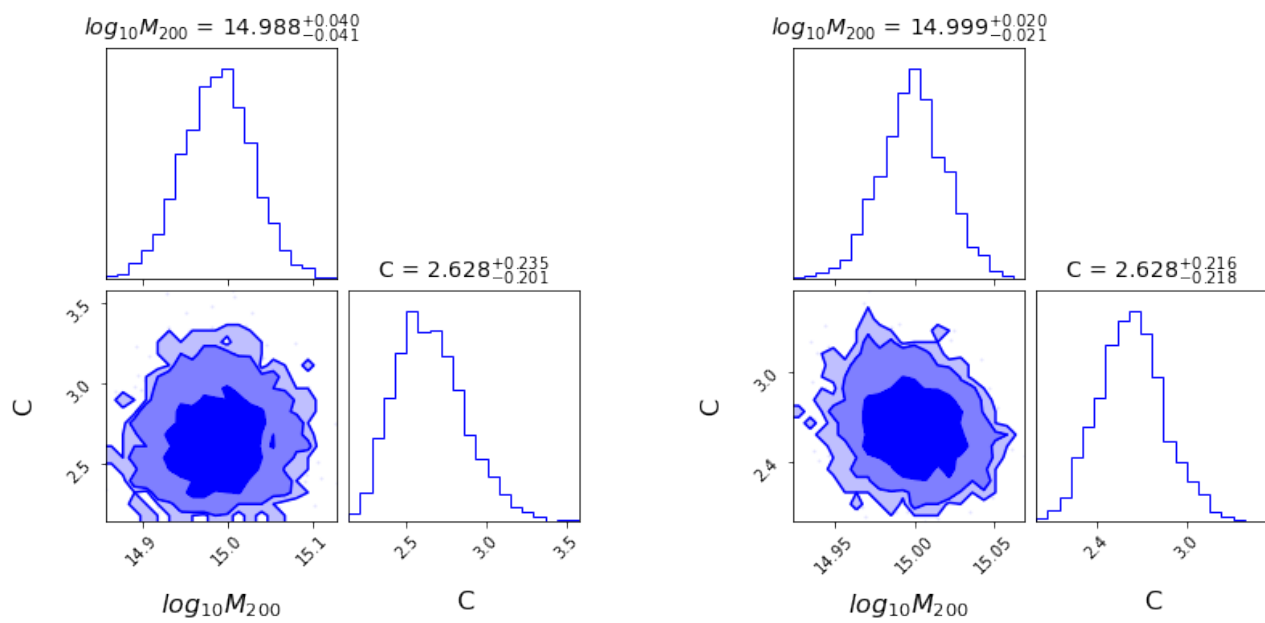 log₁₀M₂₀₀ = 14.988⁺⁰·⁰⁴⁰₋₀.₀₄₁
C = 2.628⁺⁰·²³⁵₋₀.₂₀₁
3.5
3.0
2.5
C
14.9
15.0
15.1
log₁₀M₂₀₀
2.5
3.0
3.5
C
log₁₀M₂₀₀ = 14.999⁺⁰·⁰²⁰₋₀.₀₂₁
C = 2.628⁺⁰·²¹⁶₋₀.₂₁₈
3.0
2.4
C
14.95
15.00
15.05
log₁₀M₂₀₀
2.4
3.0
C